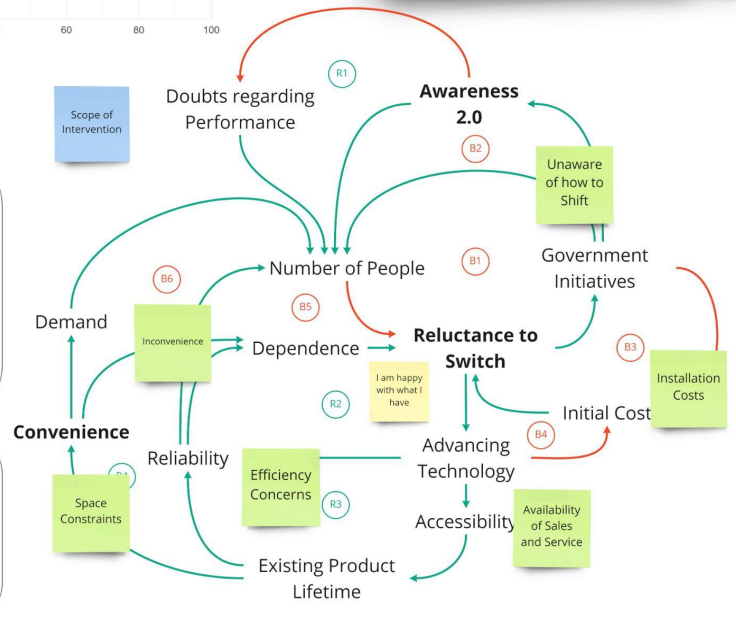 60
80
100
R1
Scope of
Intervention
Doubts regarding
Performance
Awareness
2.0
B2
Unaware
of how to
Shift
Number of People
B1
Government
Initiatives
B6
B5
Demand
Inconvenience
Dependence
Reluctance to
Switch
B3
I am happy
with what I
have
Installation
Costs
R2
Initial Cost
B4
Convenience
Reliability
Advancing
Technology
Efficiency
Concerns
R3
Space
Constraints
Accessibility
Availability
of Sales
and Service
Existing Product
Lifetime